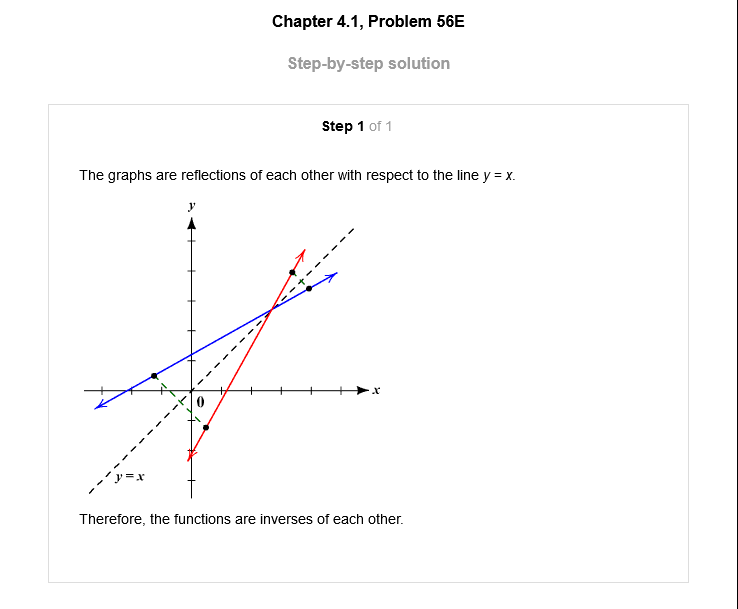 Chapter 4.1, Problem 56E
Step-by-step solution
Step 1 of 1
The graphs are reflections of each other with respect to the line y = x.
y
x
0
y = x
Therefore, the functions are inverses of each other.